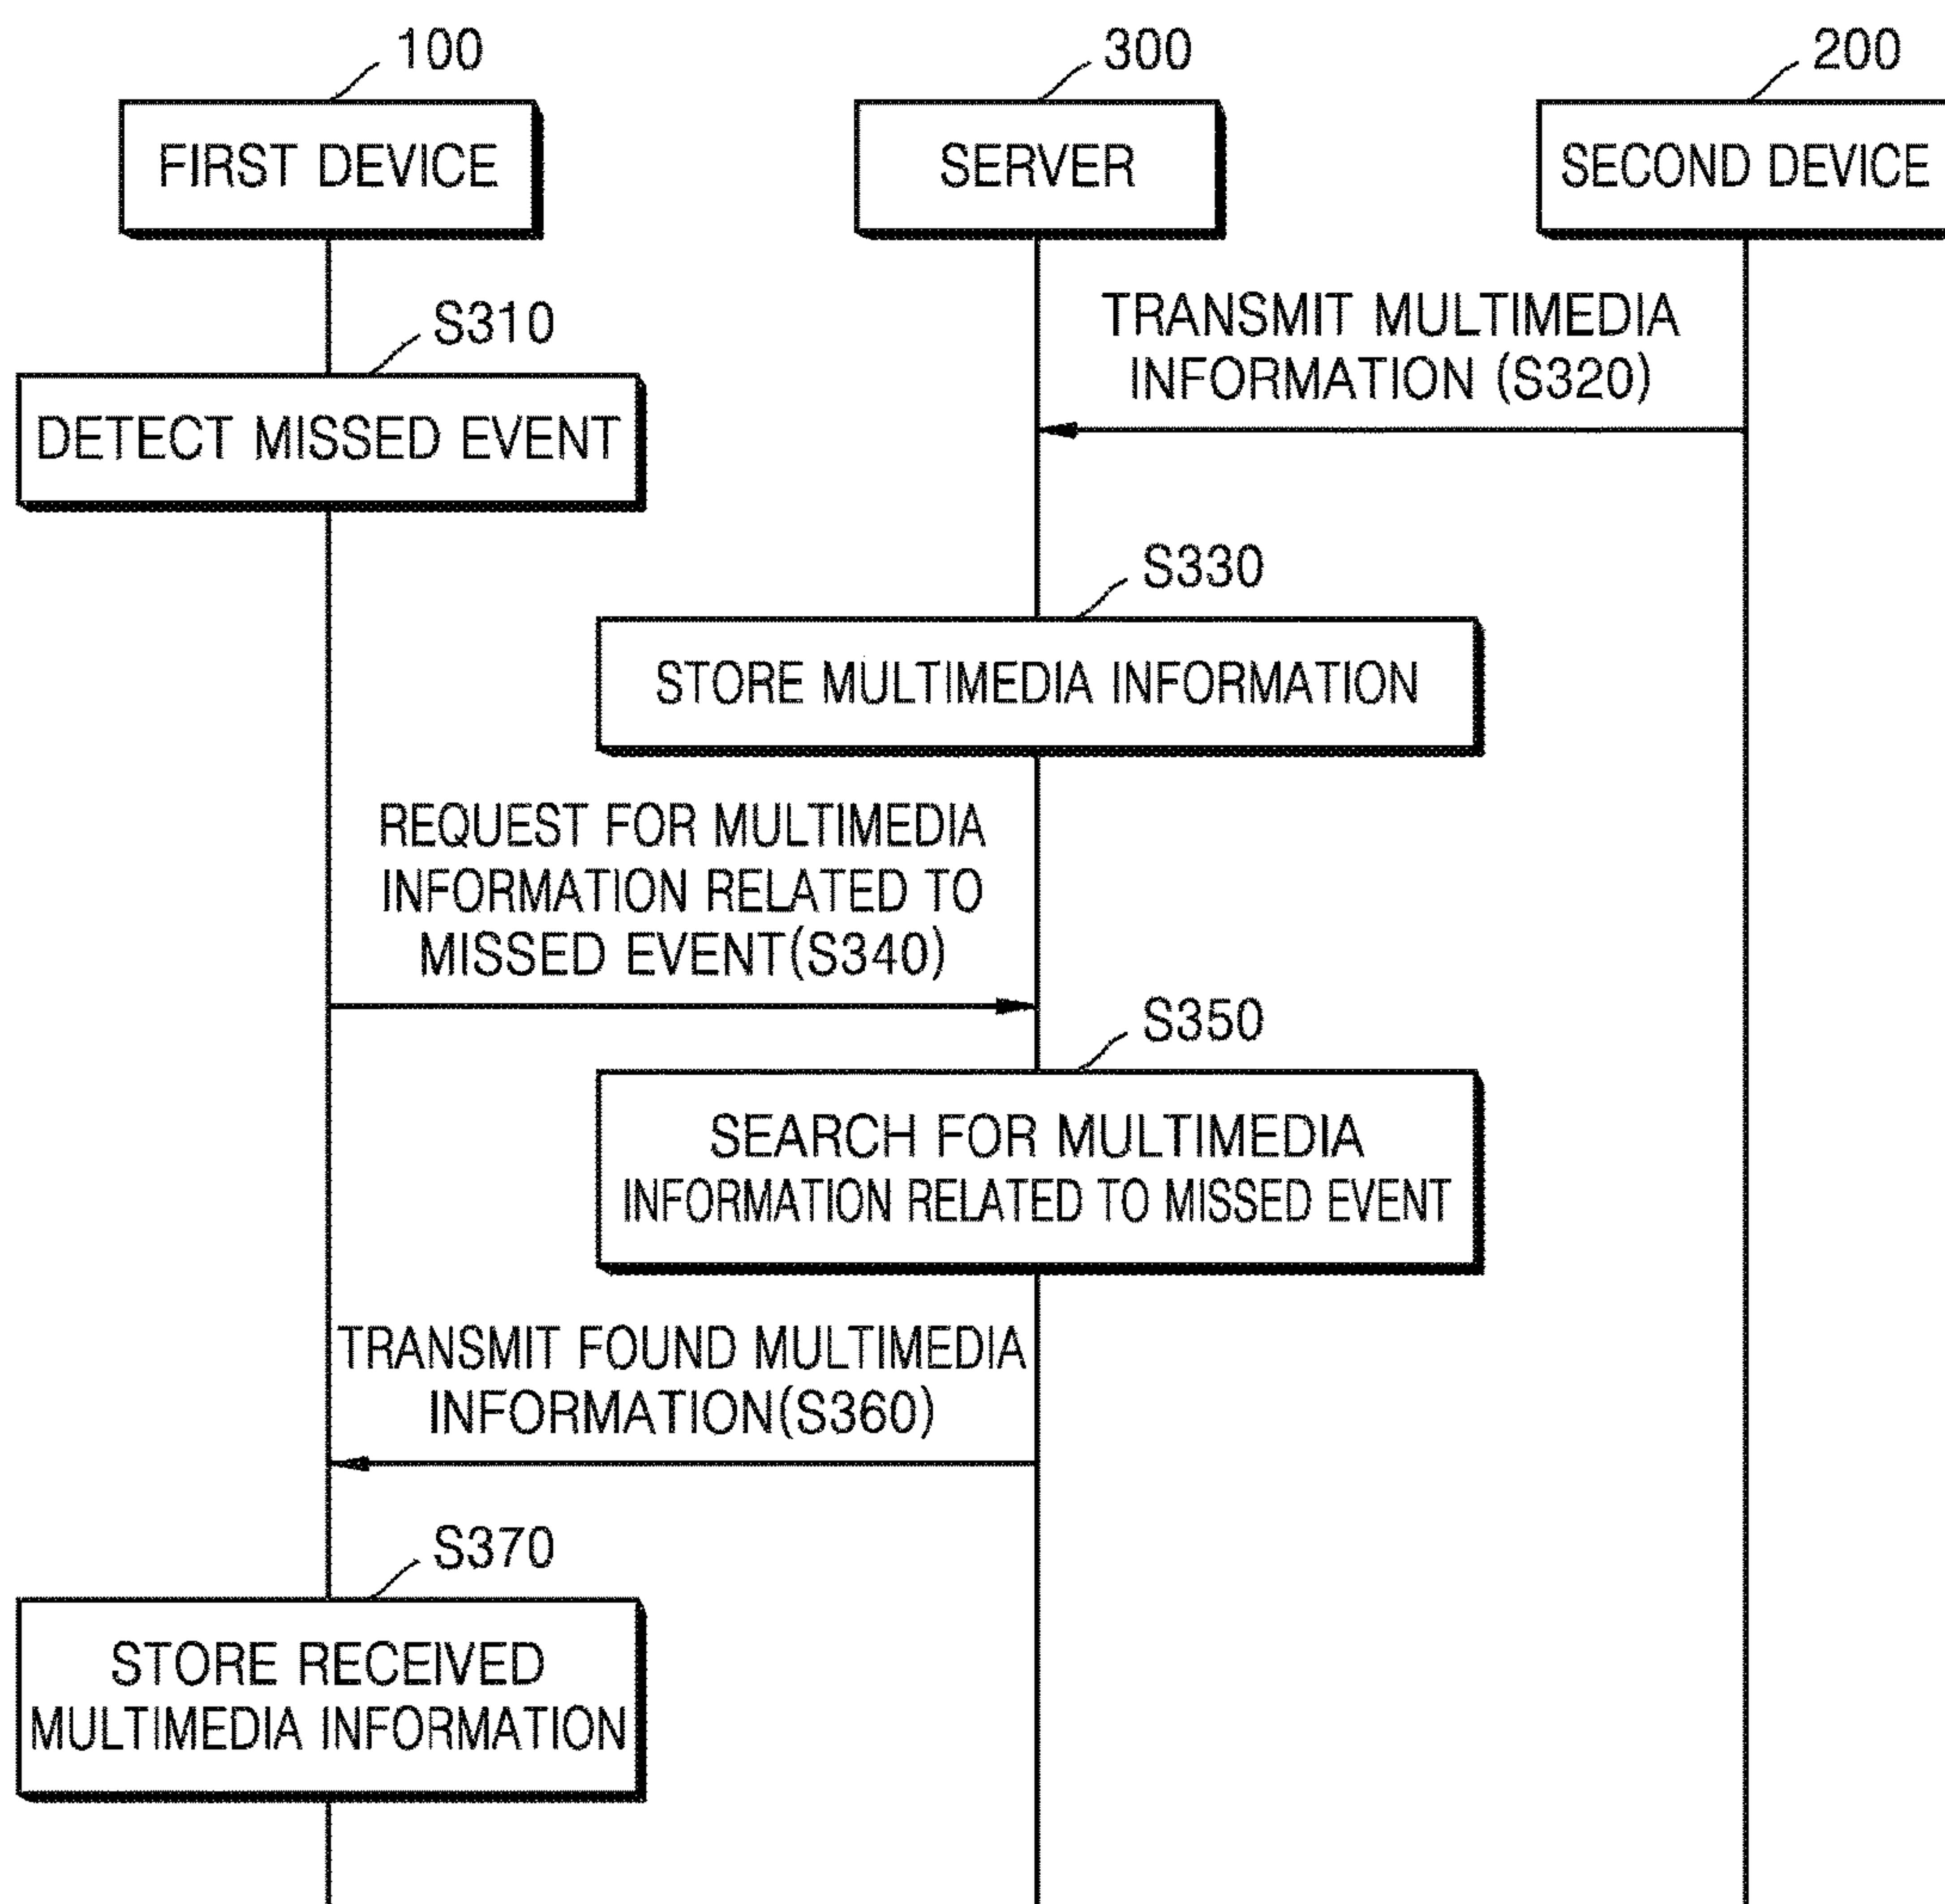 100
300
200
FIRST DEVICE
SERVER
SECOND DEVICE
S310
DETECT MISSED EVENT
TRANSMIT MULTIMEDIA
INFORMATION (S320)
S330
STORE MULTIMEDIA INFORMATION
REQUEST FOR MULTIMEDIA
INFORMATION RELATED TO
MISSED EVENT(S340)
S350
SEARCH FOR MULTIMEDIA
INFORMATION RELATED TO MISSED EVENT
TRANSMIT FOUND MULTIMEDIA
INFORMATION(S360)
S370
STORE RECEIVED
MULTIMEDIA INFORMATION